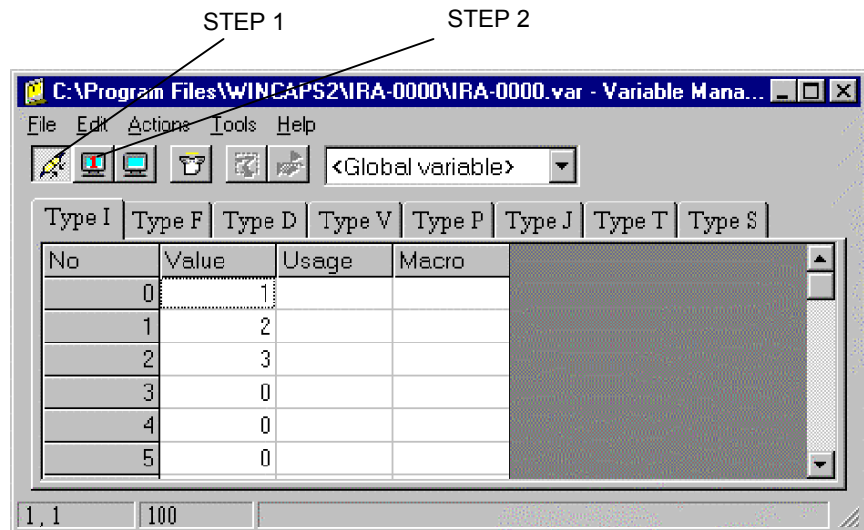 STEP 1 STEP 2
C:\Program Files\WINCAPS2\IRA-0000\IRA-0000.var - Variable Mana...
File Edit Actions Tools Help
1 <Global variable>
Type I Type F Type D Type V Type P Type J Type T Type S
No Value Usage Macro
0 1
1 2
2 3
3 0
4 0
5 0
1, 1 100